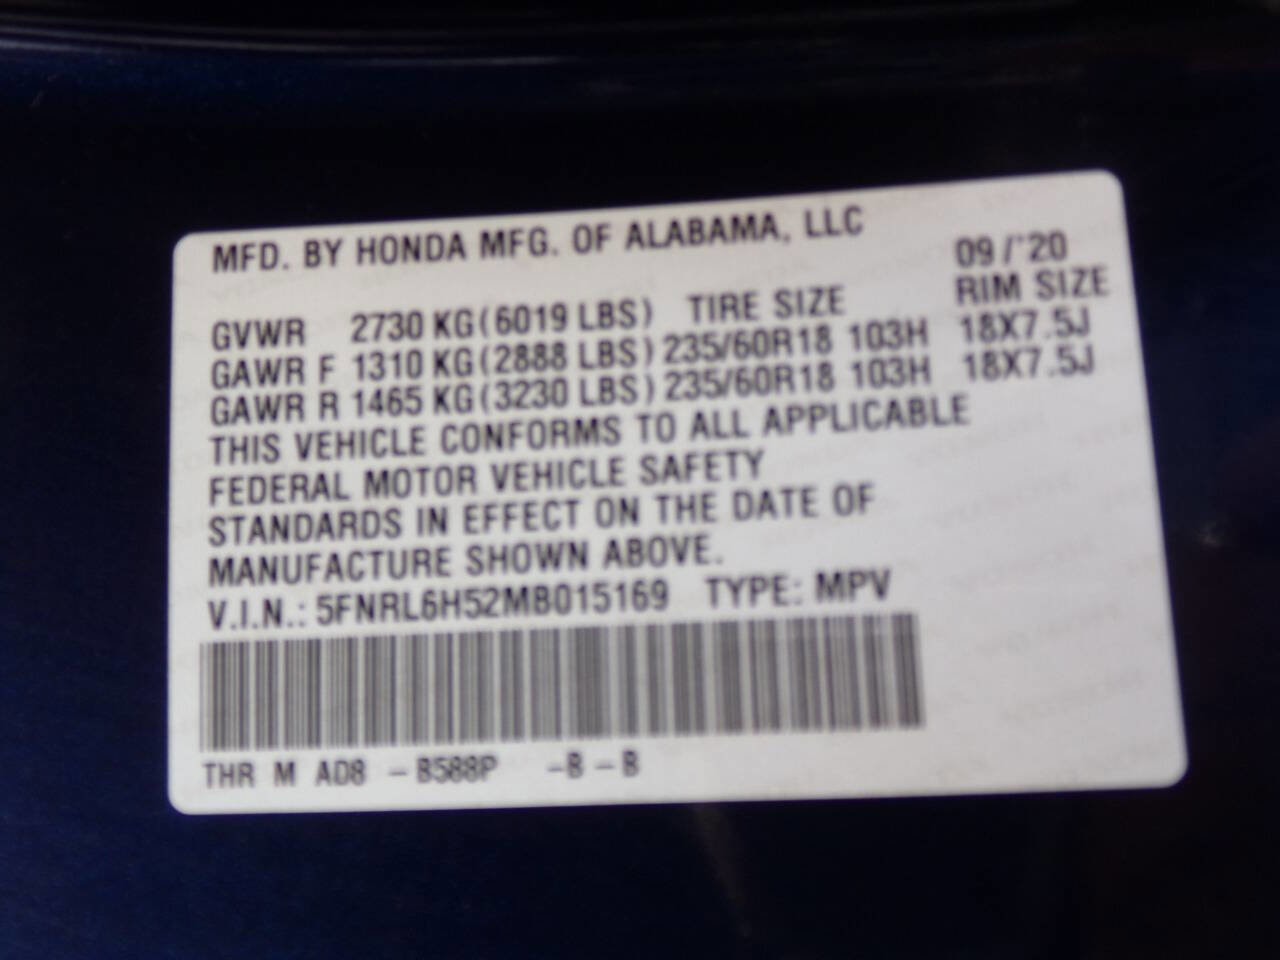 MFD. BY HONDA MFG. OF ALABAMA, LLC
09/'20
GVWR 2730 KG(6019 LBS) TIRE SIZE RIM SIZE
GAWR F 1310 KG(2888 LBS) 235/60R18 103H 18X7.5J
GAWR R 1465 KG(3230 LBS) 235/60R18 103H 18X7.5J
THIS VEHICLE CONFORMS TO ALL APPLICABLE
FEDERAL MOTOR VEHICLE SAFETY
STANDARDS IN EFFECT ON THE DATE OF
MANUFACTURE SHOWN ABOVE.
V.I.N.: 5FNRL6H52MB015169 TYPE: MPV
THR M AD8 -B588P -B-B